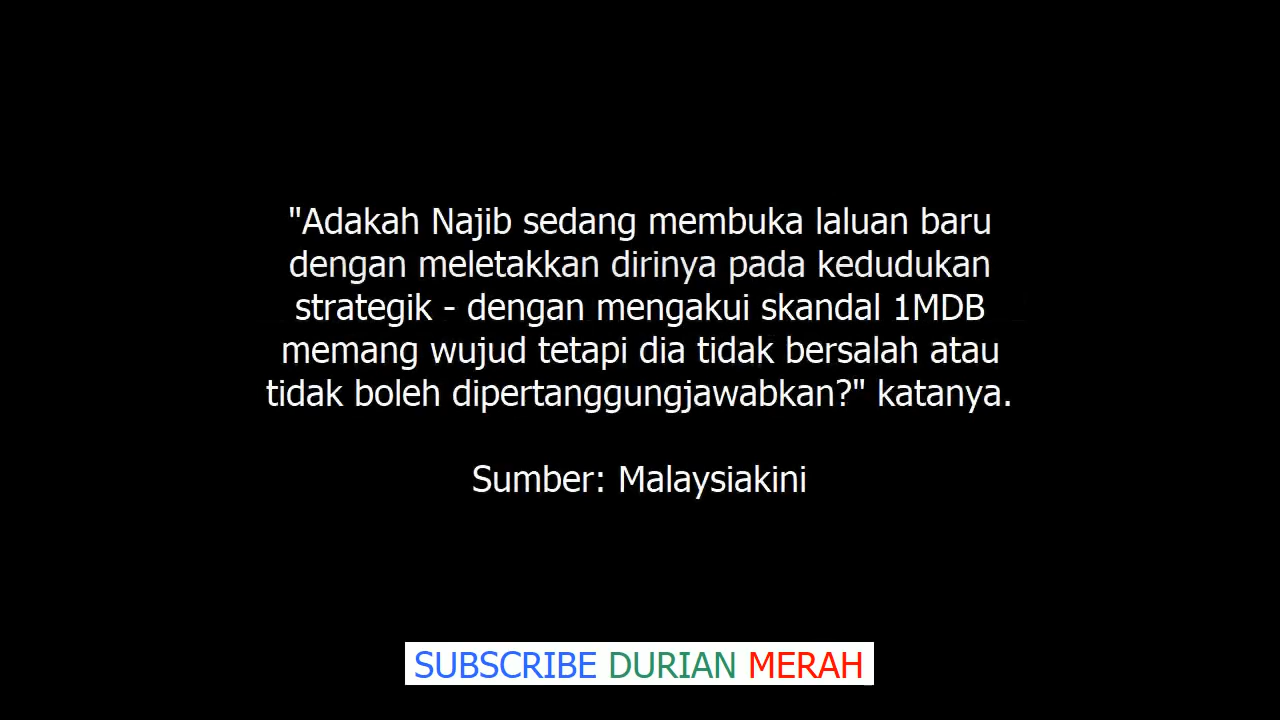 "Adakah Najib sedang membuka laluan baru
dengan meletakkan dirinya pada kedudukan
strategik - dengan mengakui skandal 1MDB
memang wujud tetapi dia tidak bersalah atau
tidak boleh dipertanggungjawabkan?" katanya.
Sumber: Malaysiakini
SUBSCRIBE DURIAN MERAH